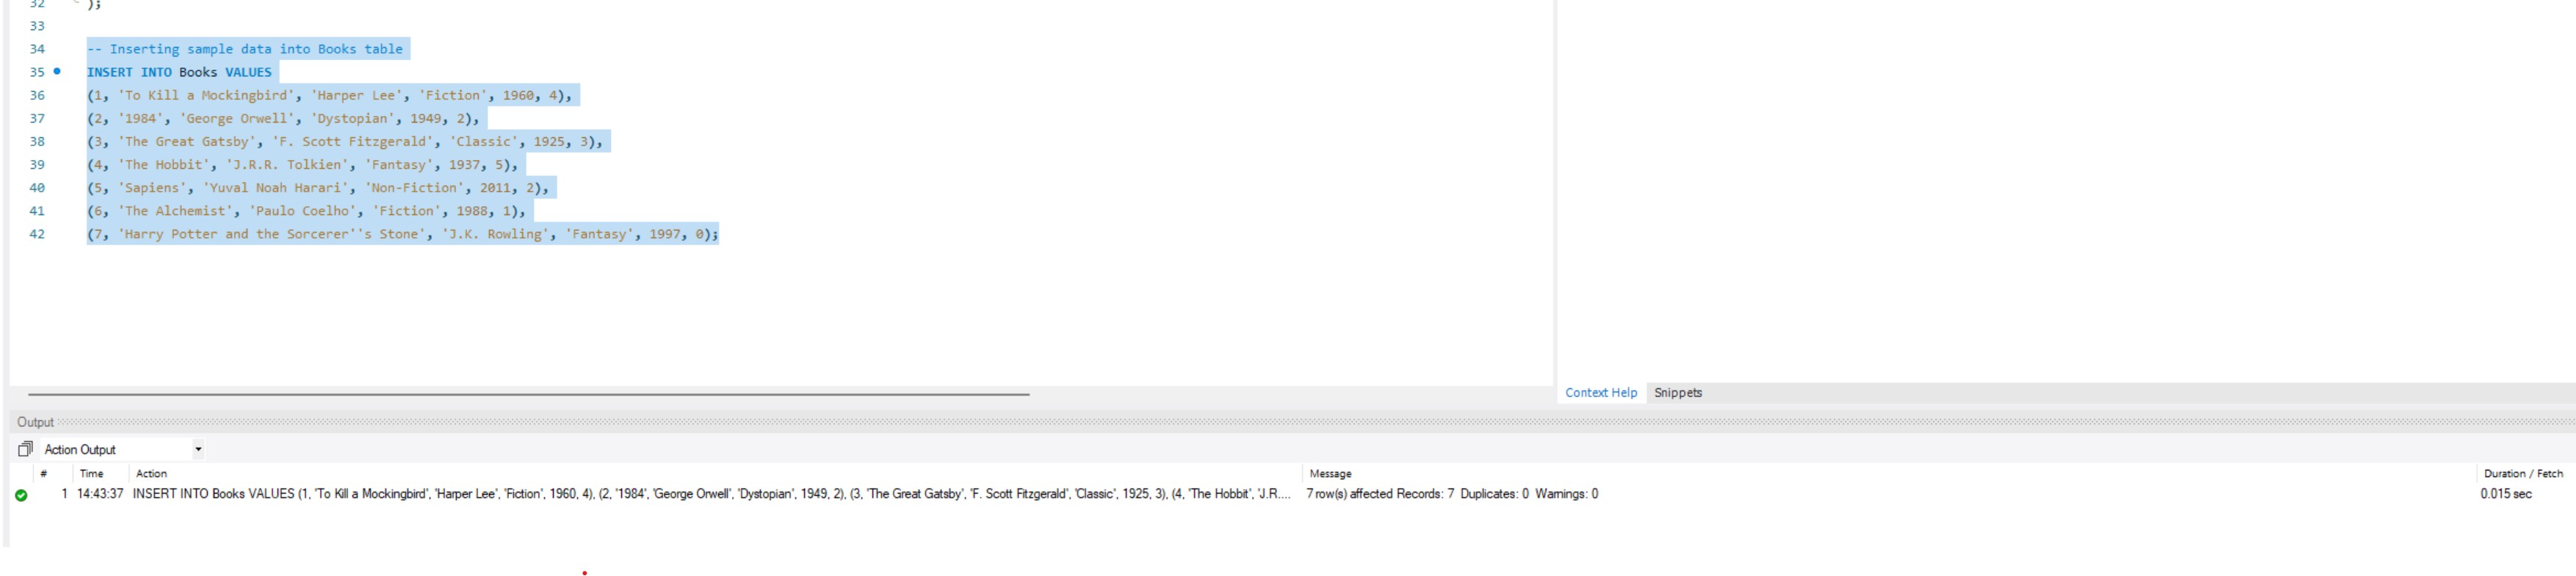 32 );
33
34 -- Inserting sample data into Books table
35 INSERT INTO Books VALUES
36 (1, 'To Kill a Mockingbird', 'Harper Lee', 'Fiction', 1960, 4),
37 (2, '1984', 'George Orwell', 'Dystopian', 1949, 2),
38 (3, 'The Great Gatsby', 'F. Scott Fitzgerald', 'Classic', 1925, 3),
39 (4, 'The Hobbit', 'J.R.R. Tolkien', 'Fantasy', 1937, 5),
40 (5, 'Sapiens', 'Yuval Noah Harari', 'Non-Fiction', 2011, 2),
41 (6, 'The Alchemist', 'Paulo Coelho', 'Fiction', 1988, 1),
42 (7, 'Harry Potter and the Sorcerer''s Stone', 'J.K. Rowling', 'Fantasy', 1997, 0);
Context Help Snippets
Output
Action Output
# Time Action Message Duration / Fetch
1 14:43:37 INSERT INTO Books VALUES (1, 'To Kill a Mockingbird', 'Harper Lee', 'Fiction', 1960, 4), (2, '1984', 'George Orwell', 'Dystopian', 1949, 2), (3, 'The Great Gatsby', 'F. Scott Fitzgerald', 'Classic', 1925, 3), (4, 'The Hobbit', 'J.R.... 7 row(s) affected Records: 7 Duplicates: 0 Warnings: 0 0.015 sec